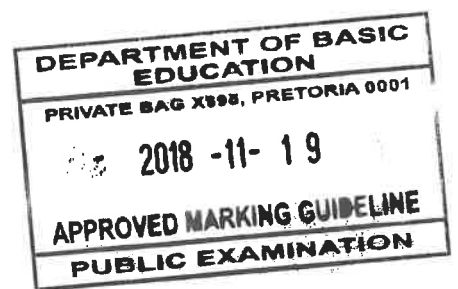 DEPARTMENT OF BASIC
EDUCATION
PRIVATE BAG X895, PRETORIA 0001
2018 -11- 19
APPROVED MARKING GUIDELINE
PUBLIC EXAMINATION